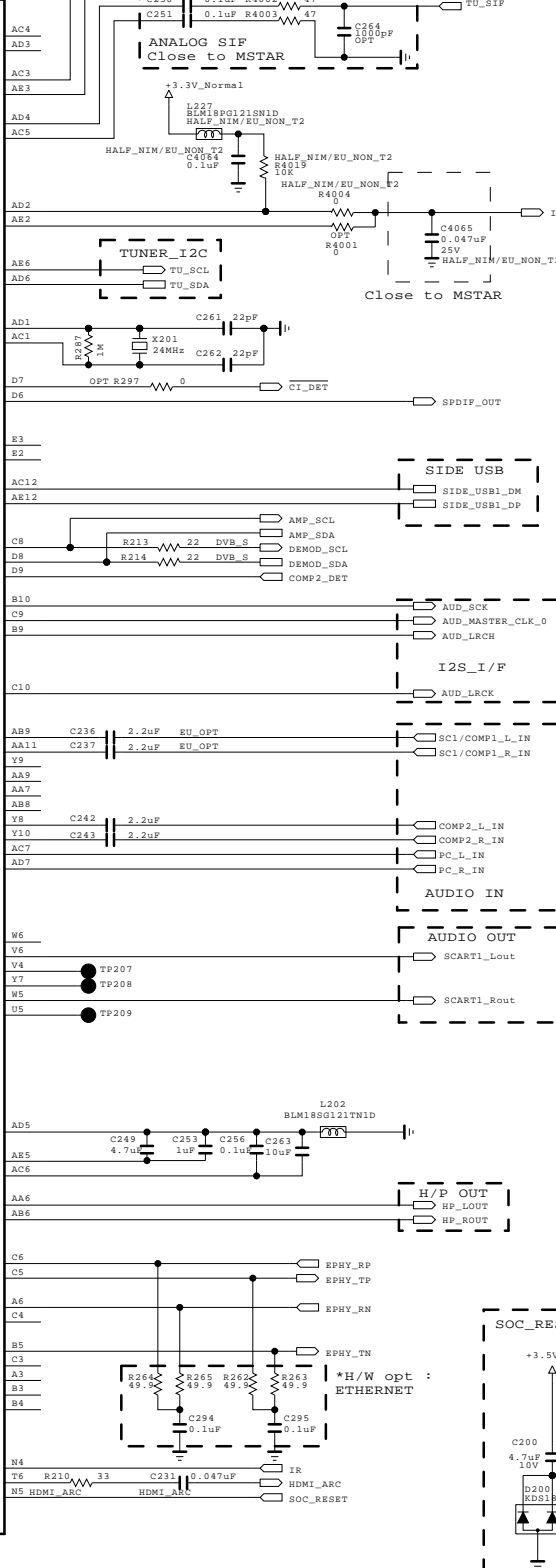 C251 0.1uF R4003 47
TU_SIF
C264
1000pF
OPT
ANALOG SIF
Close to MSTAR
AC4
AD3
AC3
AE3
AD4
AC5
+3.3V_Normal
L227
BLM18PG121SN1D
HALF_NIM/EU_NON_T2
HALF_NIM/EU_NON_T2
C4064
0.1uF
HALF_NIM/EU_NON_T2
R4019
10K
HALF_NIM/EU_NON_T2
R4004
0
AD2
AE2
OPT
R4001
0
C4065
0.047uF
25V
HALF_NIM/EU_NON_T2
Close to MSTAR
TUNER_I2C
AE6 TU_SCL
AD6 TU_SDA
AD1
AC1
C261 22pF
R287
1M
X201
24MHz
C262 22pF
D7 OPT R297 0 CI_DET
D6 SPDIF_OUT
E3
E2
SIDE USB
AC12 SIDE_USB1_DM
AE12 SIDE_USB1_DP
AMP_SCL
AMP_SDA
C8 R213 22 DVB_S DEMOD_SCL
D8 R214 22 DVB_S DEMOD_SDA
D9 COMP2_DET
B10 AUD_SCK
C9 AUD_MASTER_CLK_0
B9 AUD_LRCH
I2S_I/F
C10 AUD_LRCK
AB9 C236 2.2uF EU_OPT SC1/COMP1_L_IN
AA11 C237 2.2uF EU_OPT SC1/COMP1_R_IN
Y9
AA9
AA7
AB8
Y8 C242 2.2uF COMP2_L_IN
Y10 C243 2.2uF COMP2_R_IN
AC7 PC_L_IN
AD7 PC_R_IN
AUDIO IN
W6
AUDIO OUT
V6 SCART1_Lout
V4 TP207
Y7 TP208
W5 SCART1_Rout
U5 TP209
L202
BLM18SG121TN1D
AD5
C249
4.7uF
C253
1uF
C256
0.1uF
C263
10uF
AE5
AC6
H/P OUT
AA6 HP_LOUT
AB6 HP_ROUT
C6 EPHY_RP
C5 EPHY_TP
A6 EPHY_RN
C4
B5 EPHY_TN
C3
A3
B3
B4
R264
49.9
R265
49.9
R262
49.9
R263
49.9
*H/W opt :
ETHERNET
C294
0.1uF
C295
0.1uF
N4 IR
T6 R210 33 C231 0.047uF HDMI_ARC
N5 HDMI_ARC HDMI_ARC SOC_RESET
SOC_RE
+3.5V
C200
4.7uF
10V
D200
KDS18